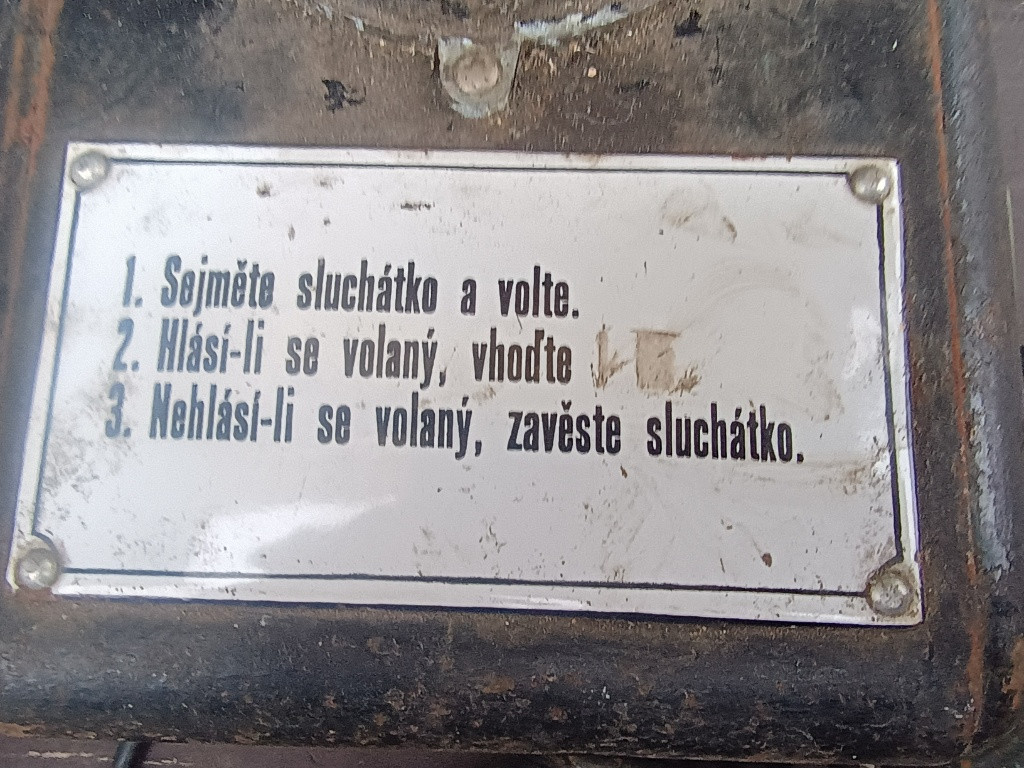 1. Sejměte sluchátko a volte.
2. Hlásí-li se volaný, vhoďte
3. Nehlásí-li se volaný, zavěste sluchátko.